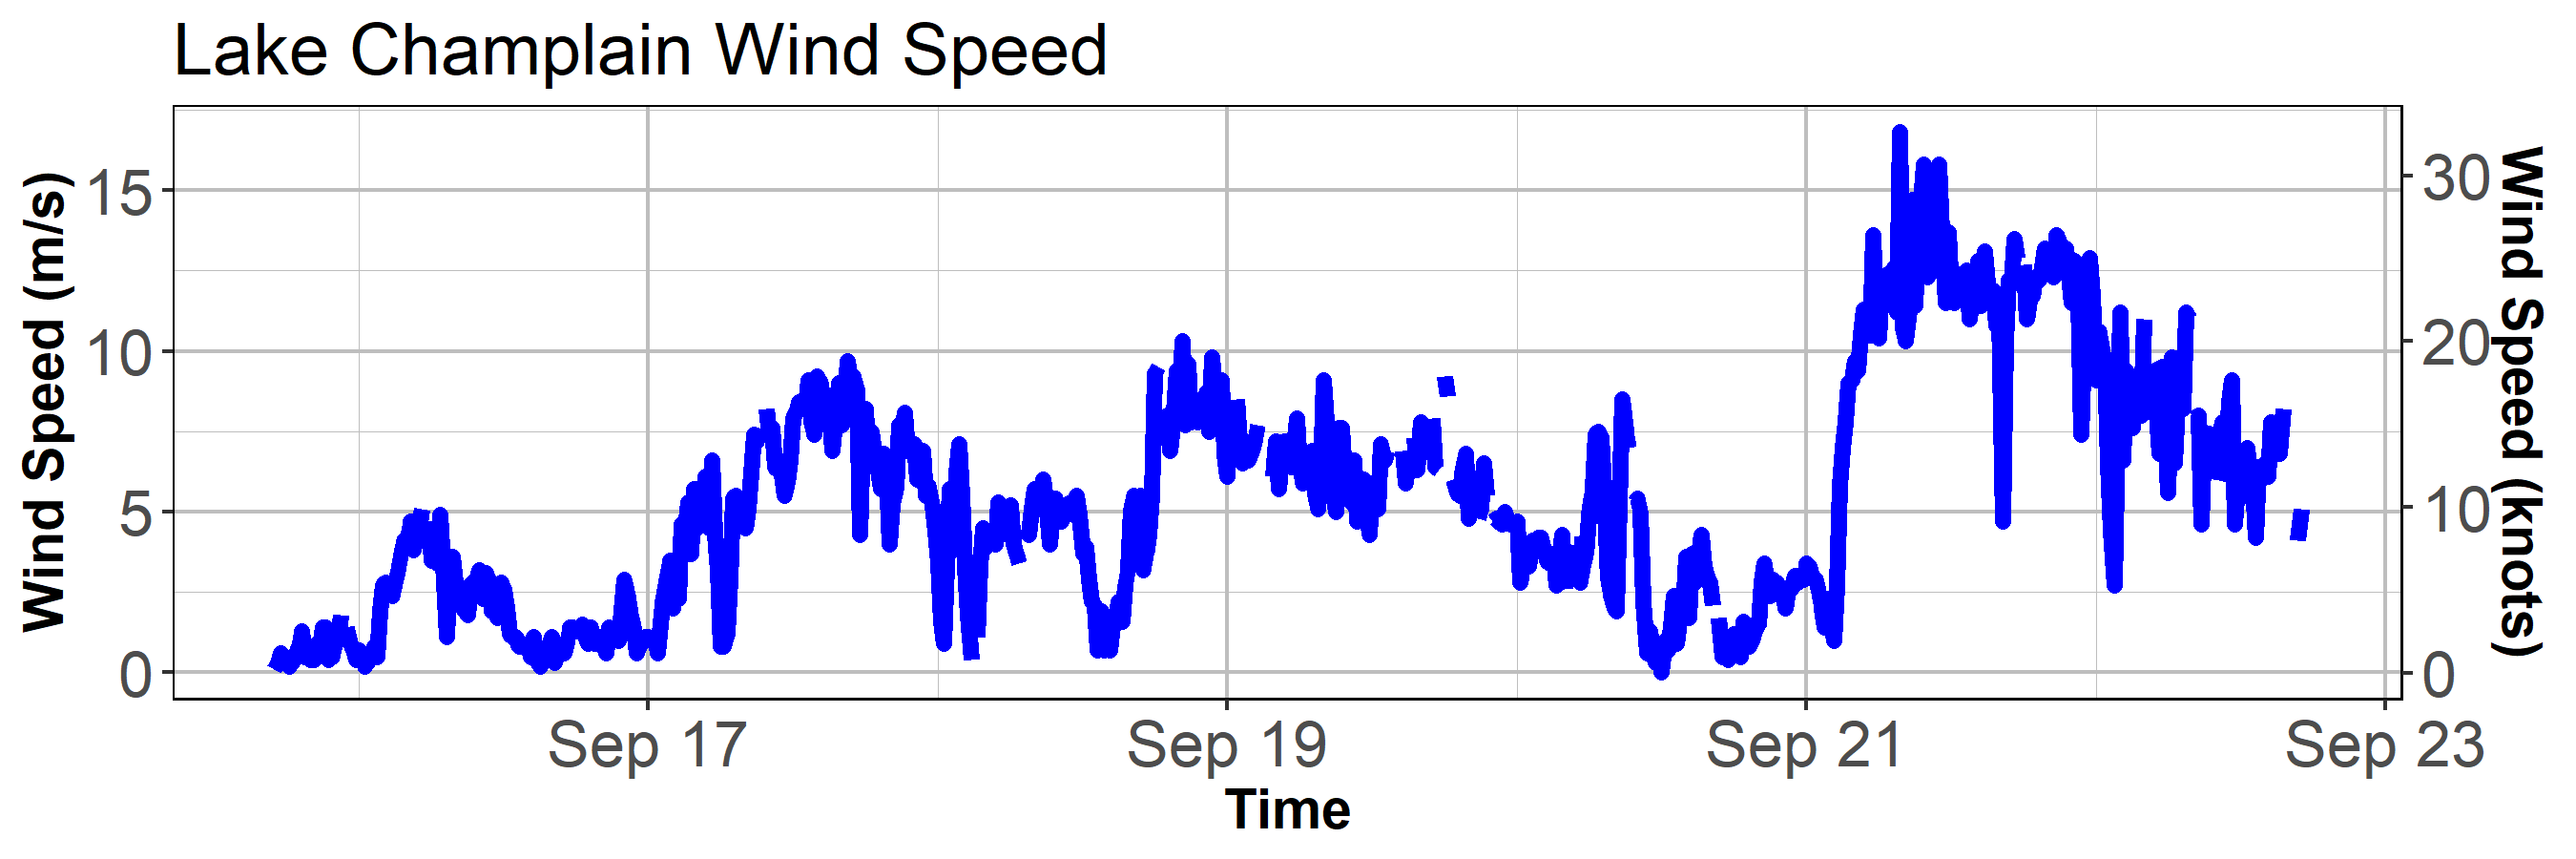 Lake Champlain Wind Speed
Wind Speed (m/s)
15
10
5
0
30
20
10
0
Wind Speed (knots)
Sep 17
Sep 19
Sep 21
Sep 23
Time